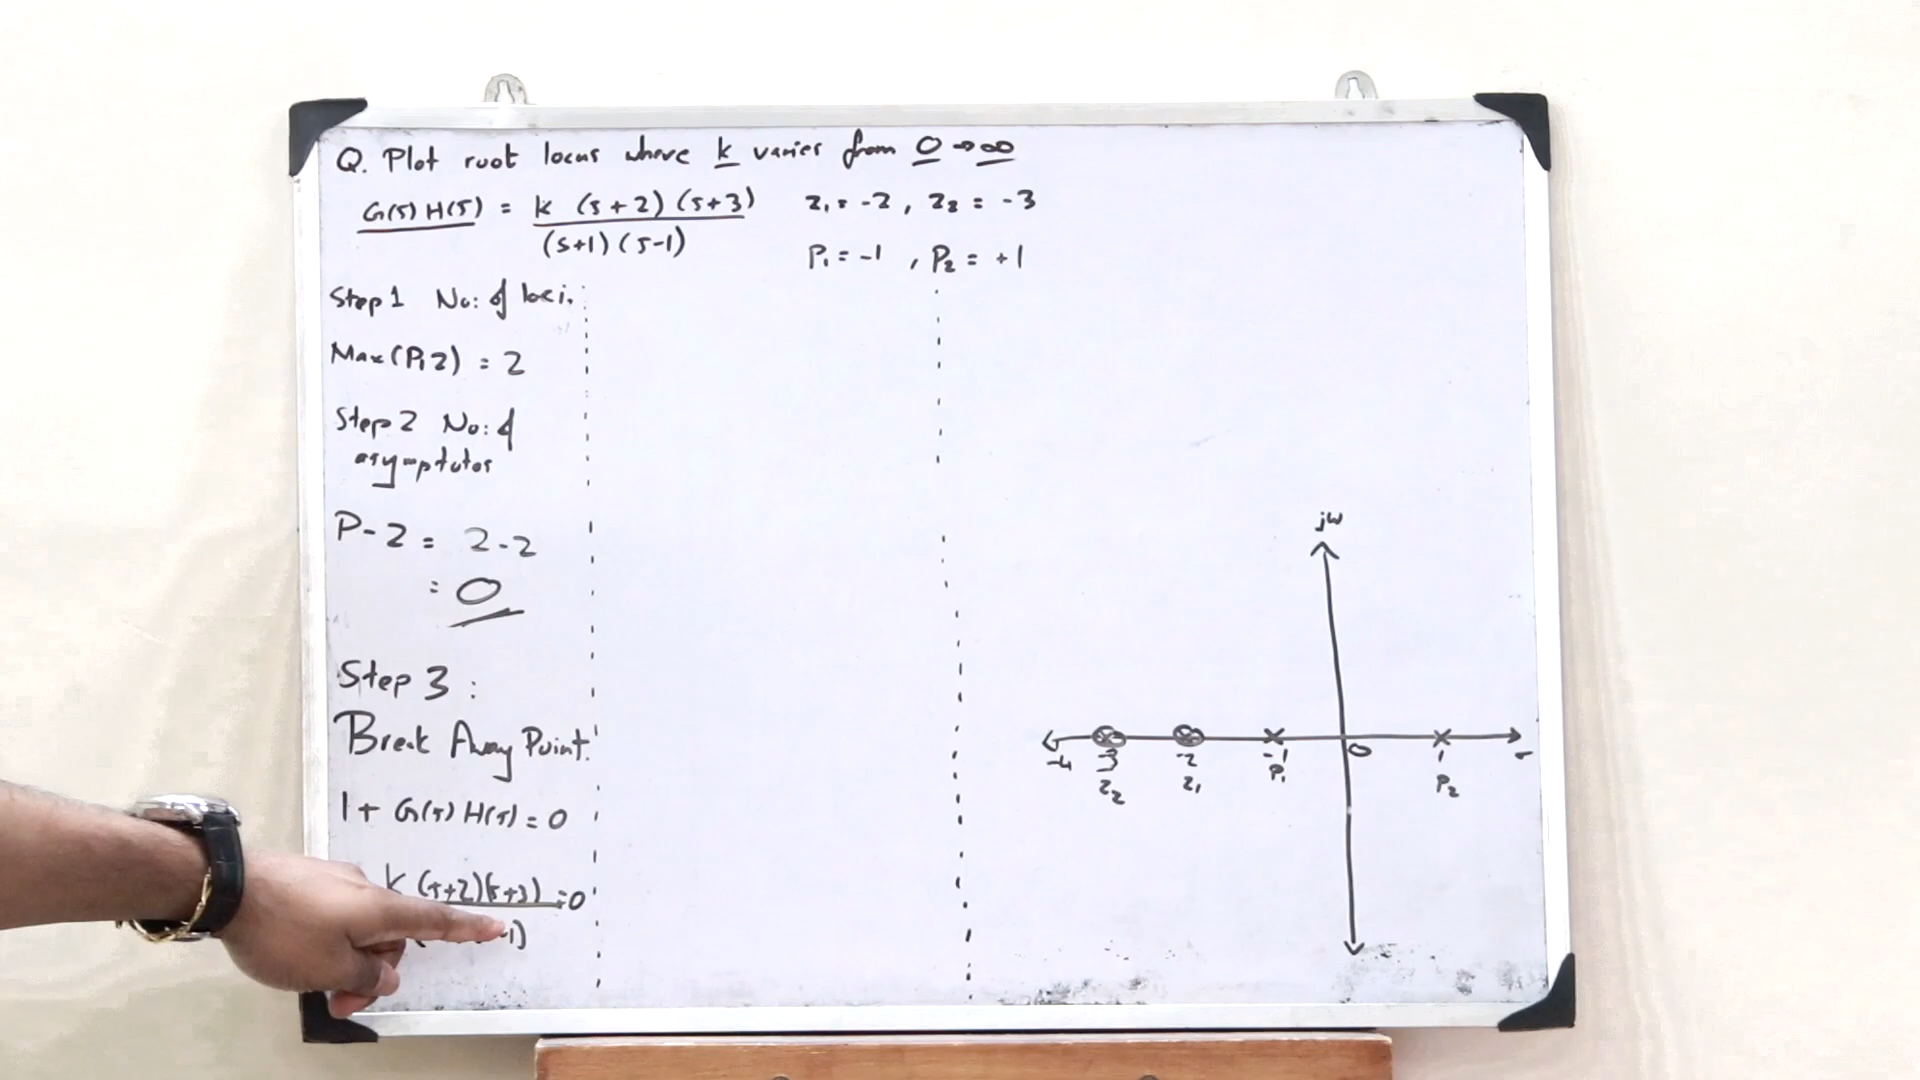 Q. Plot root locus where k varies from 0 → ∞
G(s) H(s) = k (s+2) (s+3)
(s+1) (s-1)
z₁ = -2, z₂ = -3
P₁ = -1, P₂ = +1
Step 1 No: of loci.
Max (P, Z) = 2
Step 2 No: of
asymptotes
P - Z = 2 - 2
= 0
Step 3 :
Break Away Point.
1 + G(s) H(s) = 0
k (s+2)(s+3) = 0
-1)
jω
-4 -3 -2 -1 0 1
z₂ z₁ P₁ P₂